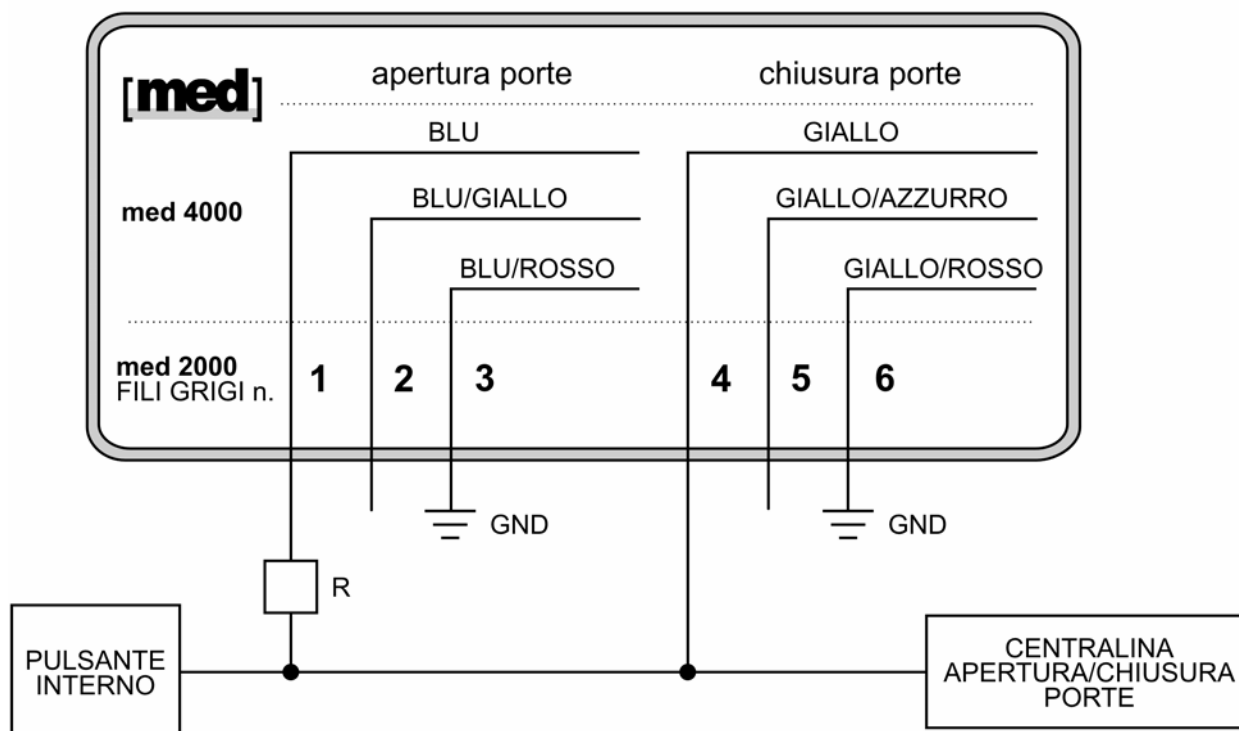 [med]
apertura porte
chiusura porte
BLU
GIALLO
med 4000
BLU/GIALLO
GIALLO/AZZURRO
BLU/ROSSO
GIALLO/ROSSO
med 2000
FILI GRIGI n.
1
2
3
4
5
6
GND
GND
R
PULSANTE
INTERNO
CENTRALINA
APERTURA/CHIUSURA
PORTE